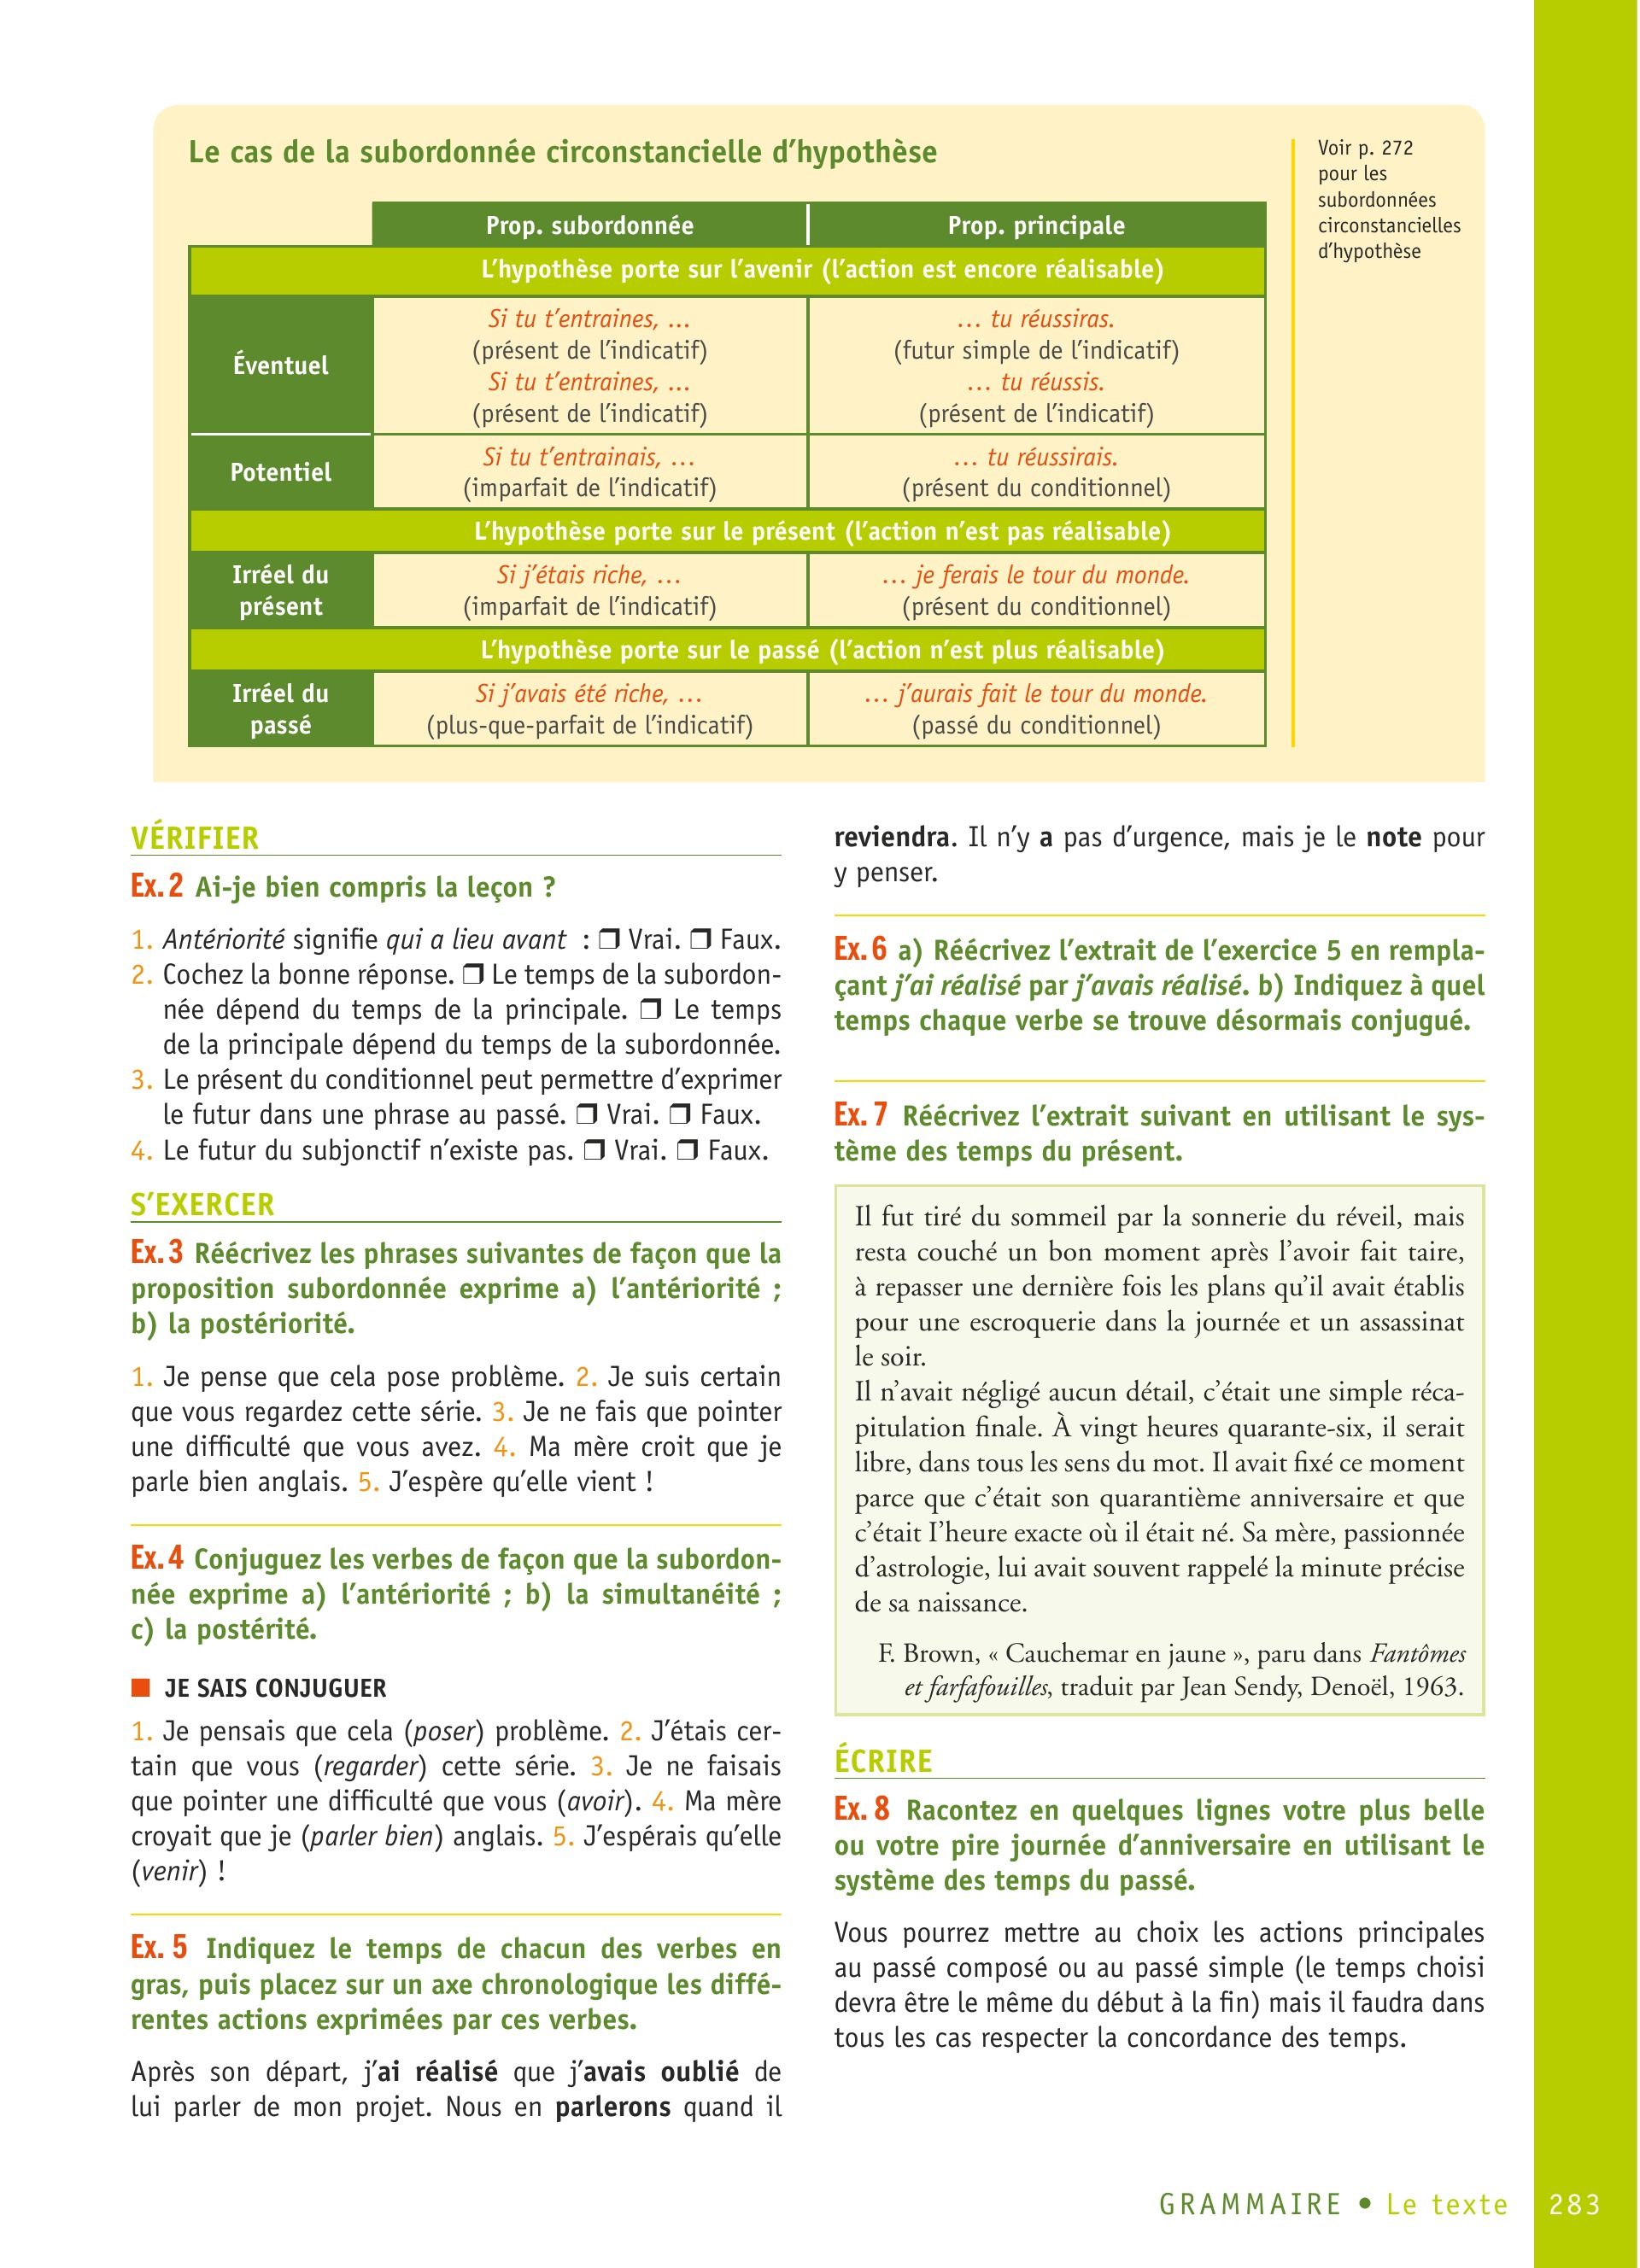 Le cas de la subordonnée circonstancielle d’hypothèse
Voir p. 272
pour les
subordonnées
circonstancielles
d’hypothèse
Prop. subordonnée Prop. principale
L’hypothèse porte sur l’avenir (l’action est encore réalisable)
Éventuel
Si tu t’entraines, … … tu réussiras.
(présent de l’indicatif) (futur simple de l’indicatif)
Si tu t’entraines, … … tu réussis.
(présent de l’indicatif) (présent de l’indicatif)
Potentiel
Si tu t’entrainais, … … tu réussirais.
(imparfait de l’indicatif) (présent du conditionnel)
L’hypothèse porte sur le présent (l’action n’est pas réalisable)
Irréel du
présent
Si j’étais riche, … … je ferais le tour du monde.
(imparfait de l’indicatif) (présent du conditionnel)
L’hypothèse porte sur le passé (l’action n’est plus réalisable)
Irréel du
passé
Si j’avais été riche, … … j’aurais fait le tour du monde.
(plus-que-parfait de l’indicatif) (passé du conditionnel)
VÉRIFIER
Ex. 2 Ai-je bien compris la leçon ?
1. Antériorité signifie qui a lieu avant : ❒ Vrai. ❒ Faux.
2. Cochez la bonne réponse. ❒ Le temps de la subordon-
née dépend du temps de la principale. ❒ Le temps
de la principale dépend du temps de la subordonnée.
3. Le présent du conditionnel peut permettre d’exprimer
le futur dans une phrase au passé. ❒ Vrai. ❒ Faux.
4. Le futur du subjonctif n’existe pas. ❒ Vrai. ❒ Faux.
S’EXERCER
Ex. 3 Réécrivez les phrases suivantes de façon que la
proposition subordonnée exprime a) l’antériorité ;
b) la postériorité.
1. Je pense que cela pose problème. 2. Je suis certain
que vous regardez cette série. 3. Je ne fais que pointer
une difficulté que vous avez. 4. Ma mère croit que je
parle bien anglais. 5. J’espère qu’elle vient !
Ex. 4 Conjuguez les verbes de façon que la subordon-
née exprime a) l’antériorité ; b) la simultanéité ;
c) la postérité.
■ JE SAIS CONJUGUER
1. Je pensais que cela (poser) problème. 2. J’étais cer-
tain que vous (regarder) cette série. 3. Je ne faisais
que pointer une difficulté que vous (avoir). 4. Ma mère
croyait que je (parler bien) anglais. 5. J’espérais qu’elle
(venir) !
Ex. 5 Indiquez le temps de chacun des verbes en
gras, puis placez sur un axe chronologique les diffé-
rentes actions exprimées par ces verbes.
Après son départ, j’ai réalisé que j’avais oublié de
lui parler de mon projet. Nous en parlerons quand il
reviendra. Il n’y a pas d’urgence, mais je le note pour
y penser.
Ex. 6 a) Réécrivez l’extrait de l’exercice 5 en rempla-
çant j’ai réalisé par j’avais réalisé. b) Indiquez à quel
temps chaque verbe se trouve désormais conjugué.
Ex. 7 Réécrivez l’extrait suivant en utilisant le sys-
tème des temps du présent.
Il fut tiré du sommeil par la sonnerie du réveil, mais
resta couché un bon moment après l’avoir fait taire,
à repasser une dernière fois les plans qu’il avait établis
pour une escroquerie dans la journée et un assassinat
le soir.
Il n’avait négligé aucun détail, c’était une simple réca-
pitulation finale. À vingt heures quarante-six, il serait
libre, dans tous les sens du mot. Il avait fixé ce moment
parce que c’était son quarantième anniversaire et que
c’était I’heure exacte où il était né. Sa mère, passionnée
d’astrologie, lui avait souvent rappelé la minute précise
de sa naissance.
F. Brown, « Cauchemar en jaune », paru dans Fantômes
et farfafouilles, traduit par Jean Sendy, Denoël, 1963.
ÉCRIRE
Ex. 8 Racontez en quelques lignes votre plus belle
ou votre pire journée d’anniversaire en utilisant le
système des temps du passé.
Vous pourrez mettre au choix les actions principales
au passé composé ou au passé simple (le temps choisi
devra être le même du début à la fin) mais il faudra dans
tous les cas respecter la concordance des temps.
GRAMMAIRE • Le texte 283